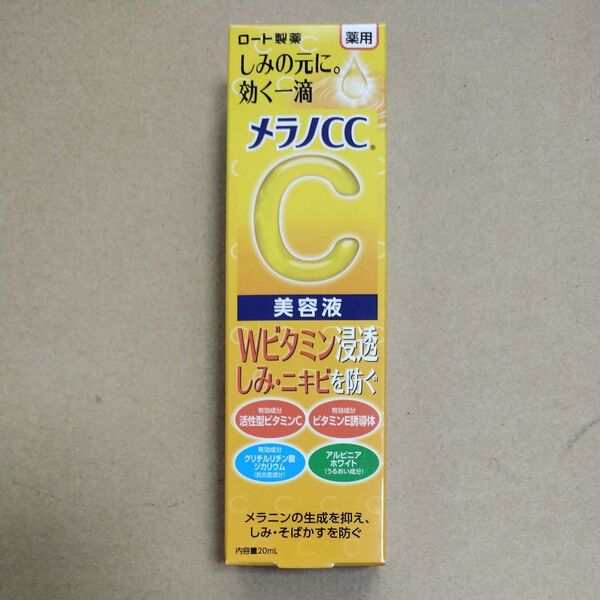 ロート製薬
薬用
しみの元に。
効く一滴
メラノCC®
C
美容液
Wビタミン浸透
しみ・ニキビを防ぐ
有効成分
活性型ビタミンC
有効成分
ビタミンE誘導体
有効成分
グリチルリチン酸
ジカリウム
(抗炎症成分)
アルピニア
ホワイト
(うるおい成分)
メラニンの生成を抑え、
しみ・そばかすを防ぐ
内容量20mL